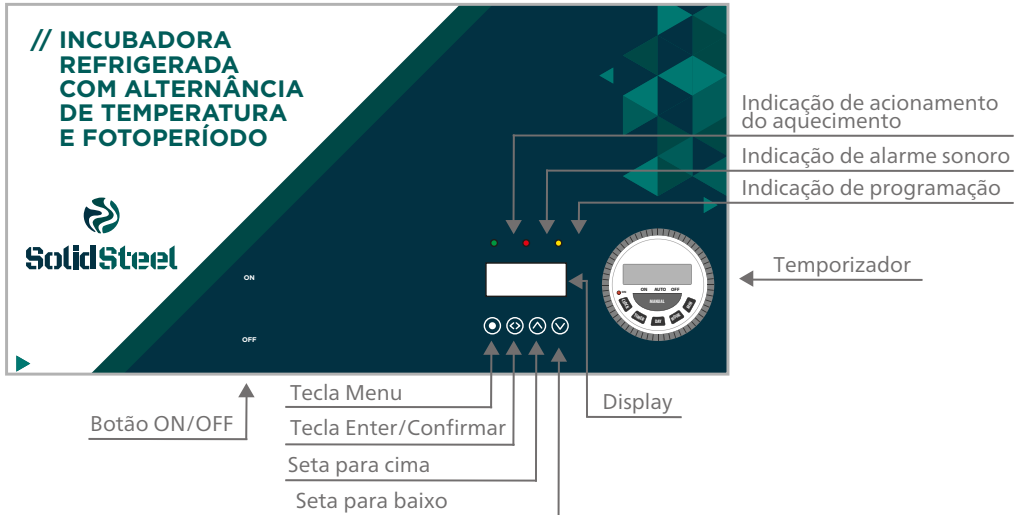 // INCUBADORA
REFRIGERADA
COM ALTERNÂNCIA
DE TEMPERATURA
E FOTOPERÍODO
SolidSteel
ON
OFF
Indicação de acionamento
do aquecimento
Indicação de alarme sonoro
Indicação de programação
ON AUTO OFF
MANUAL
Temporizador
Display
Botão ON/OFF
Tecla Menu
Tecla Enter/Confirmar
Seta para cima
Seta para baixo